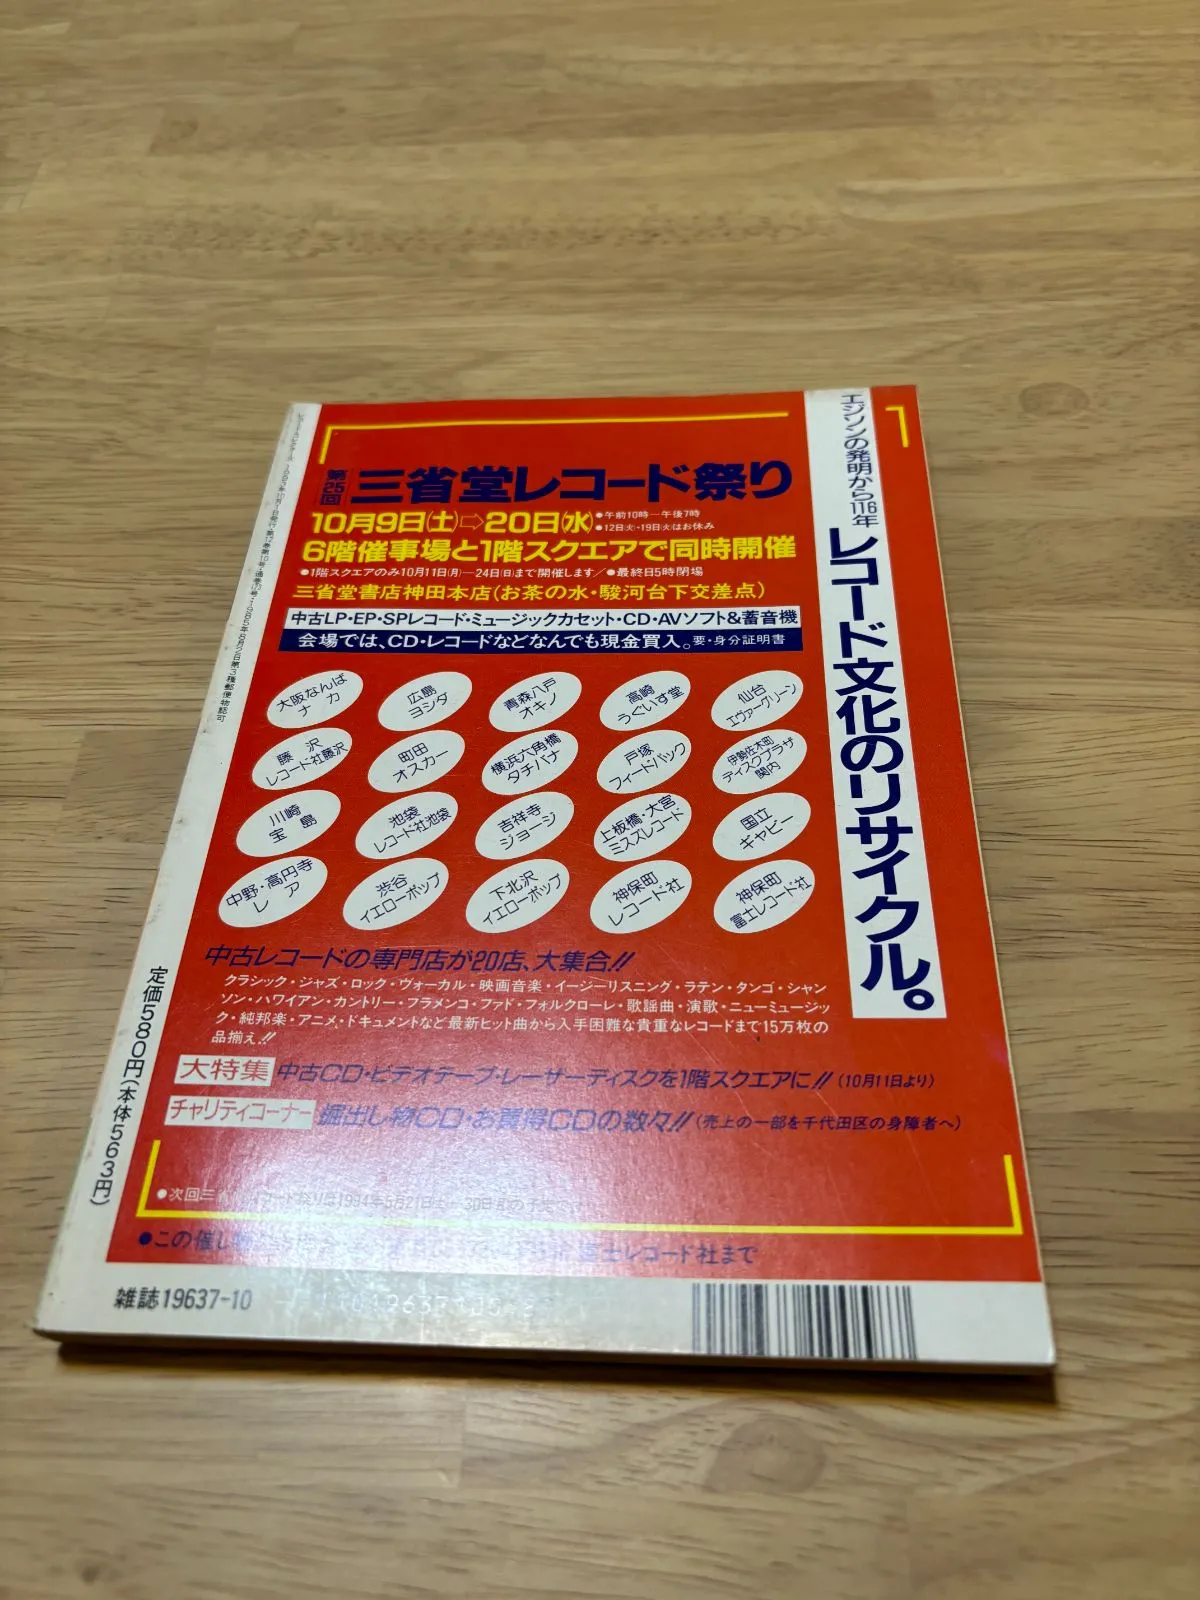 エジソンの発明から116年
レコード文化のリサイクル。
第25回
三省堂レコード祭り
10月9日(土)⇨20日(水)
●午前10時—午後7時
●12日(火)・19日(火)はお休み
6階催事場と1階スクエアで同時開催
●1階スクエアのみ10月11日(月)—24日(日)まで開催します/●最終日5時閉場
三省堂書店神田本店(お茶の水・駿河台下交差点)
中古LP・EP・SPレコード・ミュージックカセット・CD・AVソフト&蓄音機
会場では、CD・レコードなどなんでも現金買入。要・身分証明書
大阪なんば
ナカ
広島
ヨシダ
青森八戸
オキノ
高崎
うぐいす堂
仙台
エヴァーグリーン
藤沢
レコード社藤沢
町田
オスカー
横浜六角橋
タチバナ
戸塚
フィードバック
伊勢佐木町
ディスクプラザ
関内
川崎
宝島
池袋
レコード社池袋
吉祥寺
ジョージ
上板橋・大宮
ミスズレコード
国立
ギャビー
中野・高円寺
レア
渋谷
イエローポップ
下北沢
イエローポップ
神保町
レコード社
神保町
富士レコード社
中古レコードの専門店が20店、大集合!!
クラシック・ジャズ・ロック・ヴォーカル・映画音楽・イージーリスニング・ラテン・タンゴ・シャン
ソン・ハワイアン・カントリー・フラメンコ・ファド・フォルクローレ・歌謡曲・演歌・ニューミュージッ
ク・純邦楽・アニメ・ドキュメントなど最新ヒット曲から入手困難な貴重なレコードまで15万枚の
品揃え!!
大特集 中古CD・ビデオテープ・レーザーディスクを1階スクエアに!!(10月11日より)
チャリティコーナー 掘出し物CD・お買得CDの数々!!(売上の一部を千代田区の身障者へ)
●次回三
●この催し
富士レコード社まで
定価580円(本体563円)
雑誌19637-10